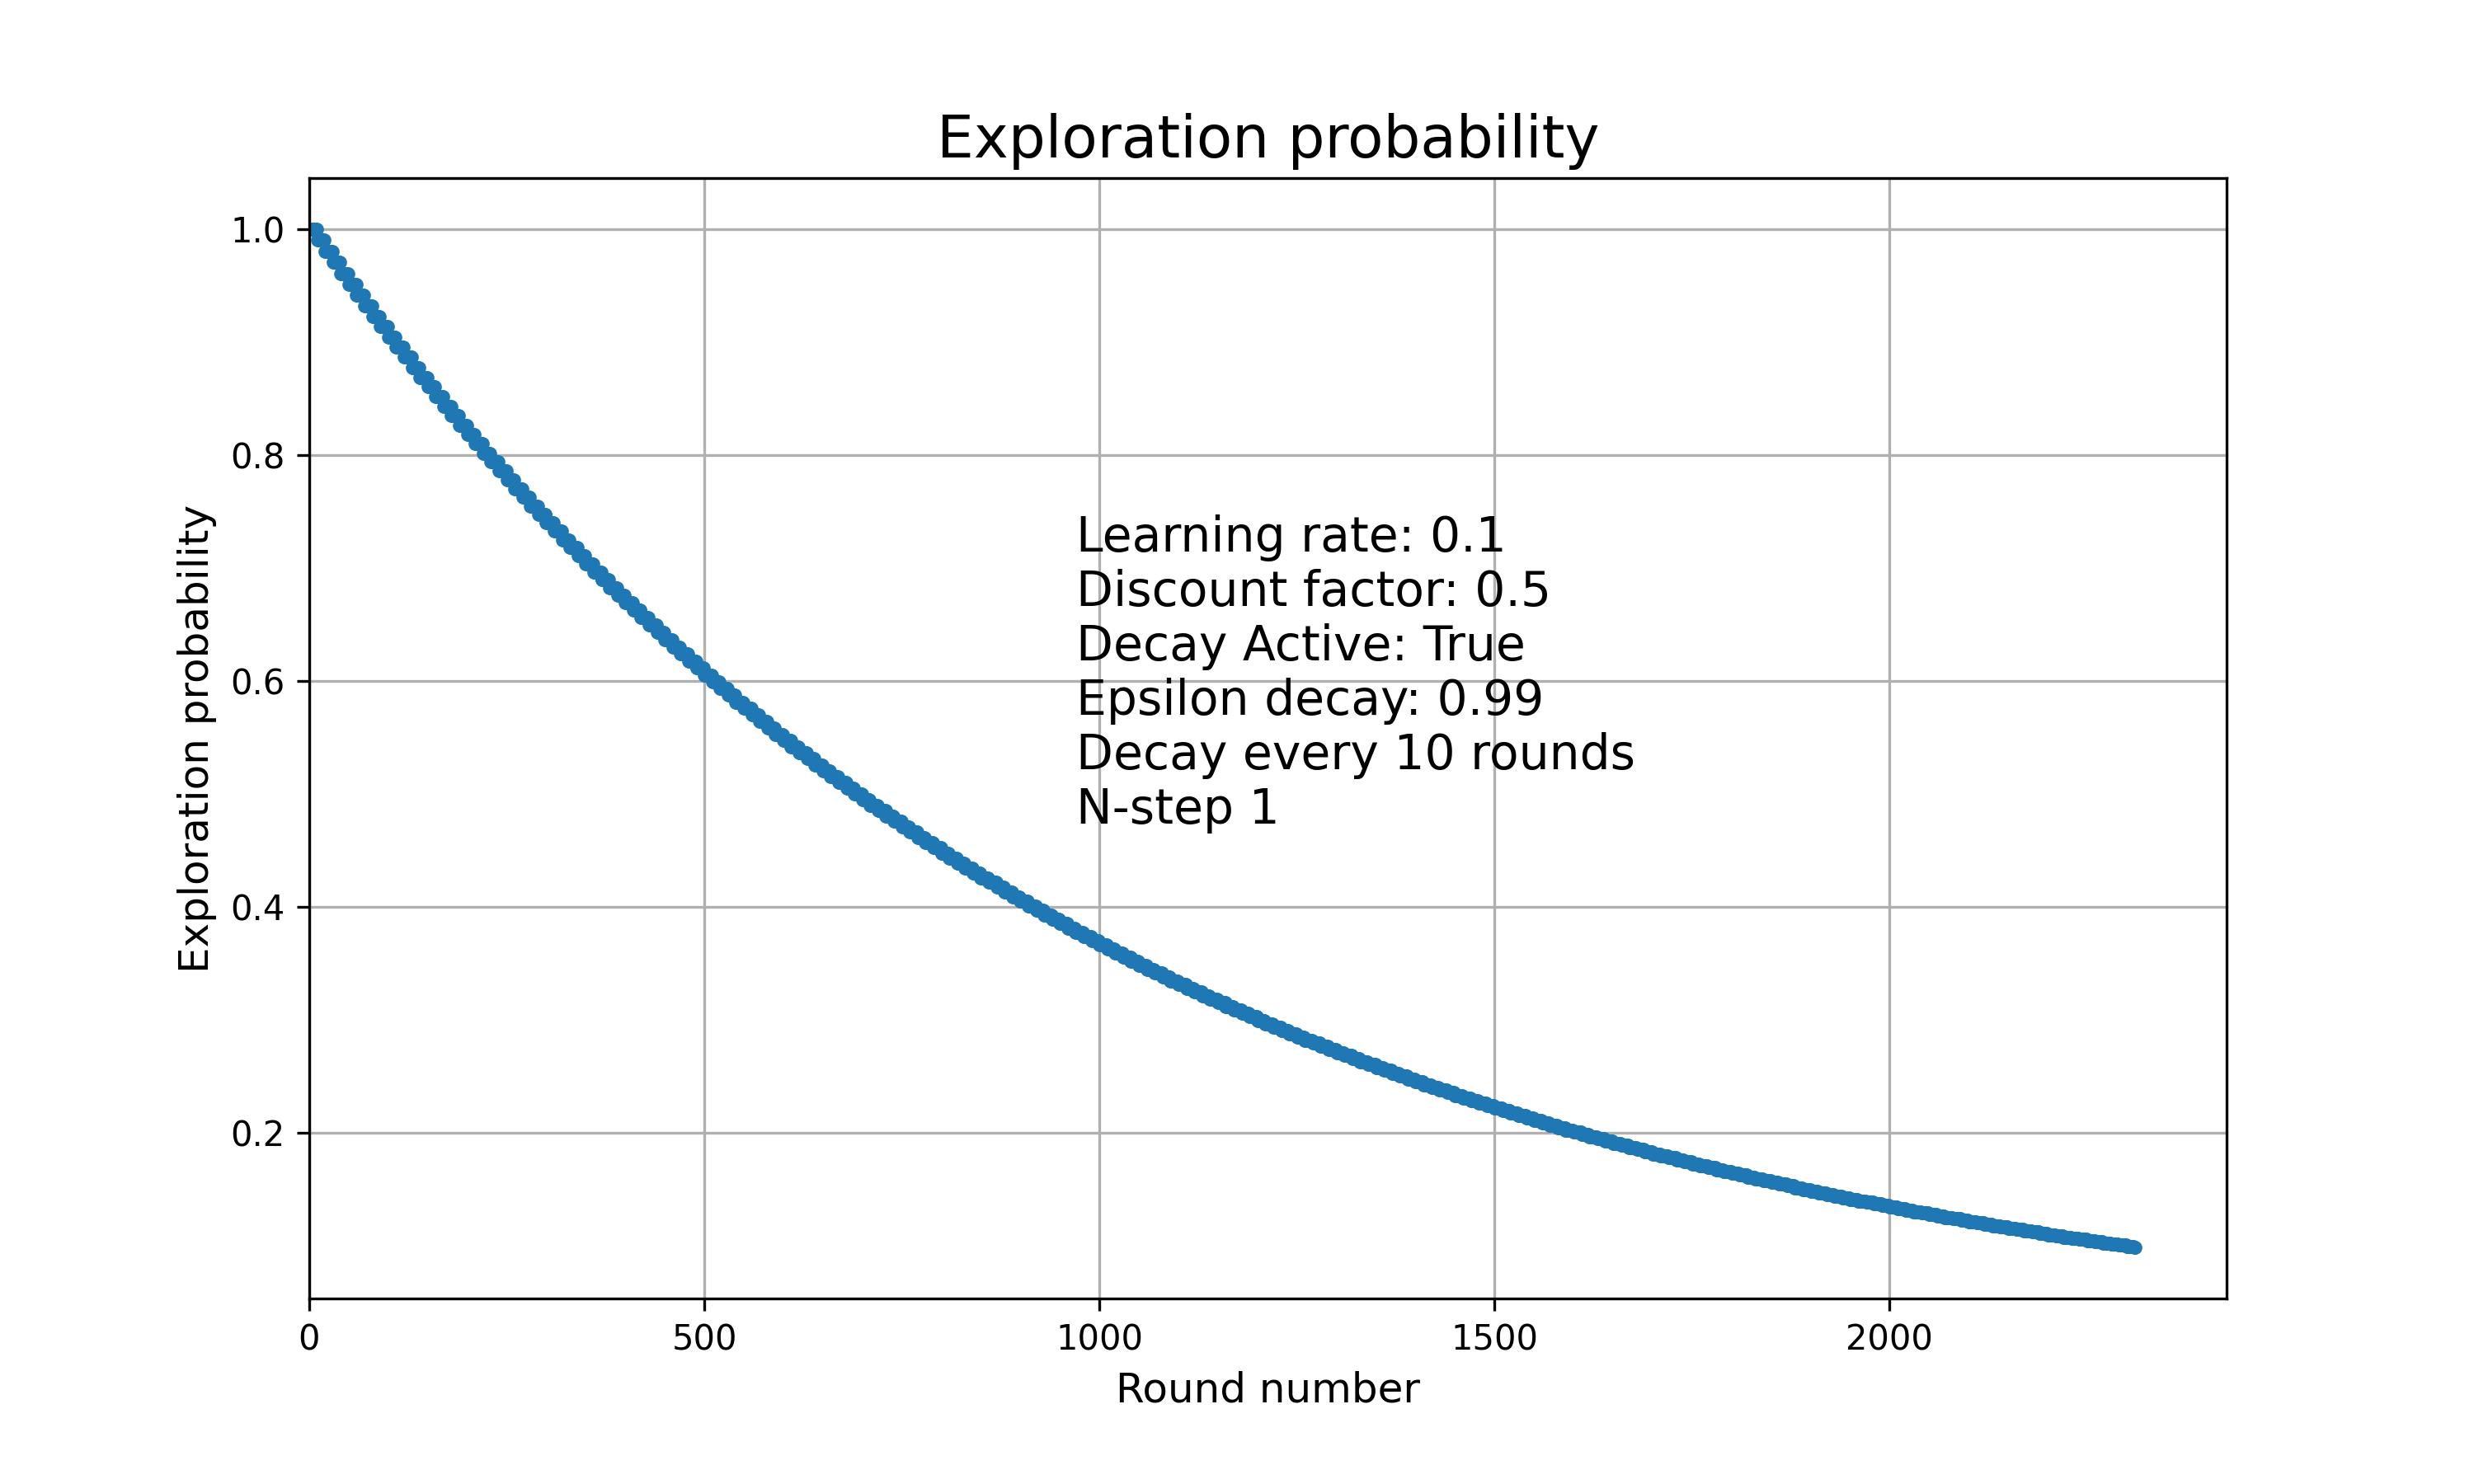 Exploration probability
1.0
0.8
0.6
0.4
0.2
Exploration probability
Learning rate: 0.1
Discount factor: 0.5
Decay Active: True
Epsilon decay: 0.99
Decay every 10 rounds
N-step 1
0 500 1000 1500 2000
Round number